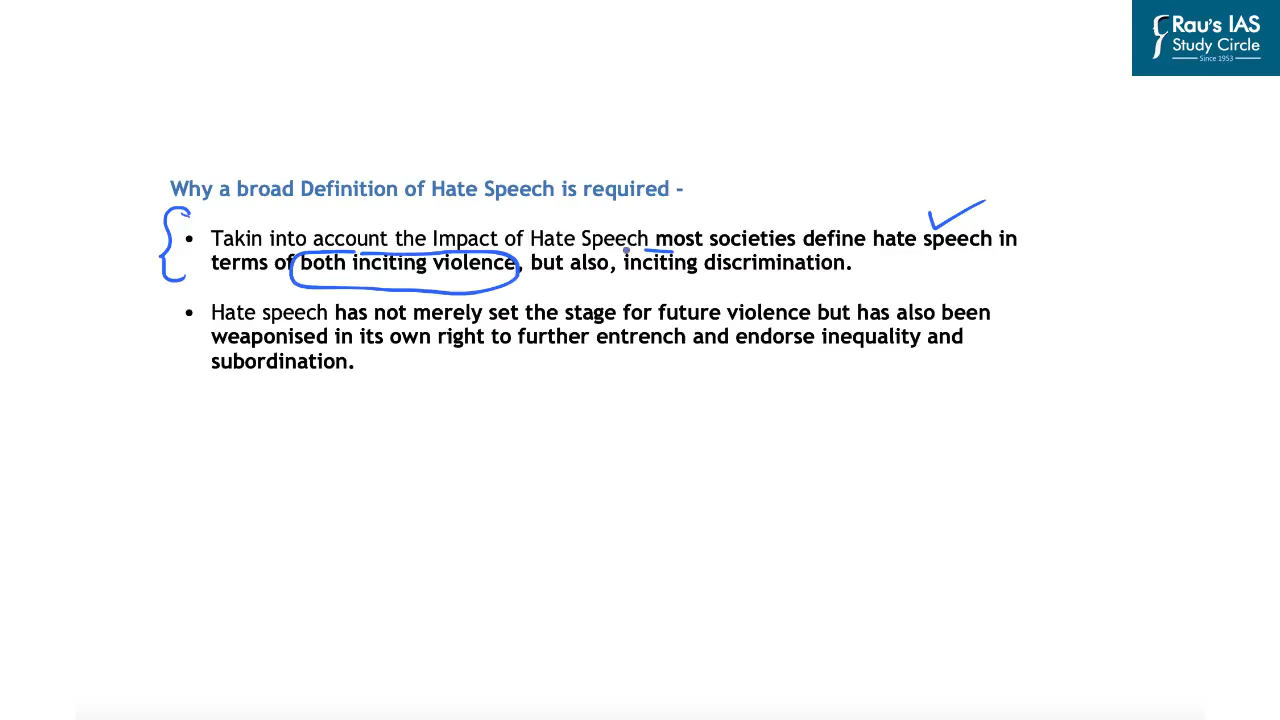 Rau's IAS
Study Circle
Since 1953
Why a broad Definition of Hate Speech is required -
• Takin into account the Impact of Hate Speech most societies define hate speech in
terms of both inciting violence, but also, inciting discrimination.
• Hate speech has not merely set the stage for future violence but has also been
weaponised in its own right to further entrench and endorse inequality and
subordination.